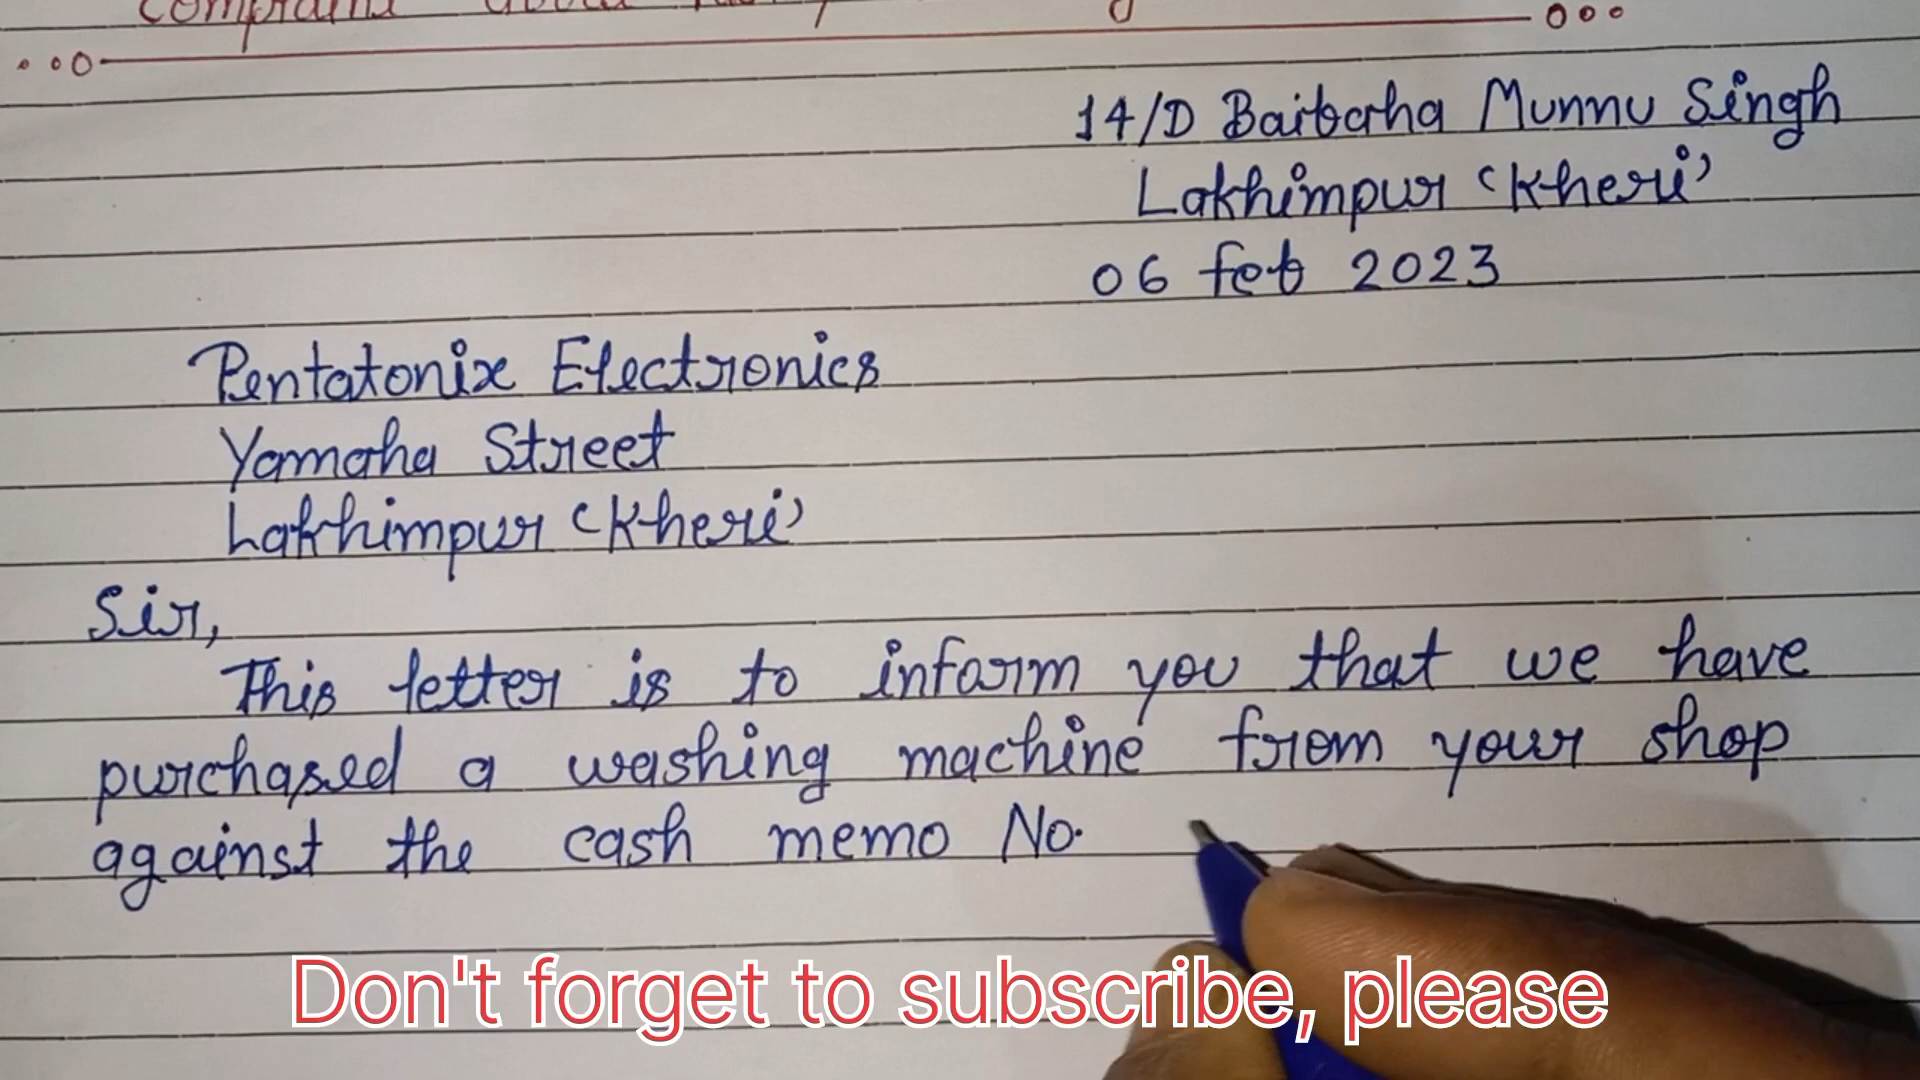 complaint about
14/D Baibaha Munnu Singh
Lakhimpur (Kheri)
06 feb 2023
Pentatonix Electronics
Yamaha Street
Lakhimpur (Kheri)
Sir,
This letter is to inform you that we have
purchased a washing machine from your shop
against the cash memo No.
Don't forget to subscribe, please